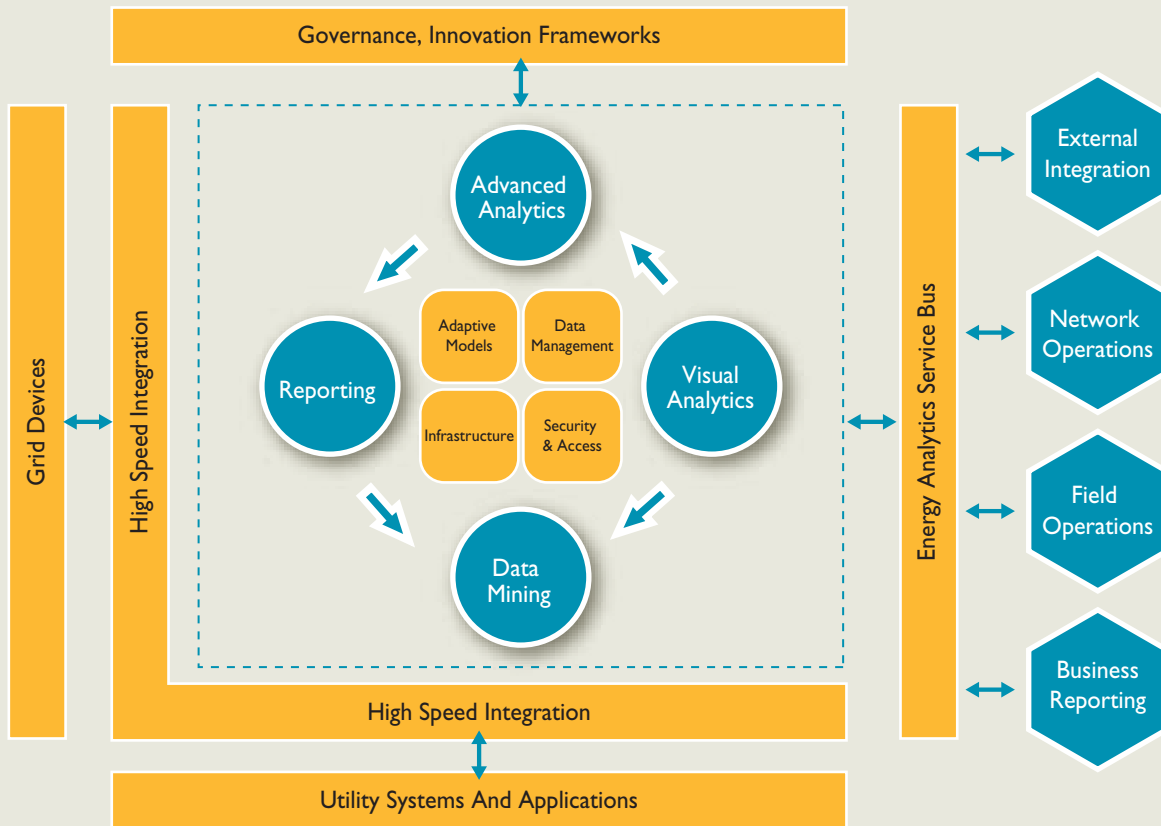 Governance, Innovation Frameworks
Grid Devices
High Speed Integration
Advanced
Analytics
Adaptive
Models
Data
Management
Reporting
Visual
Analytics
Infrastructure
Security
& Access
Data
Mining
High Speed Integration
Utility Systems And Applications
Energy Analytics Service Bus
External
Integration
Network
Operations
Field
Operations
Business
Reporting